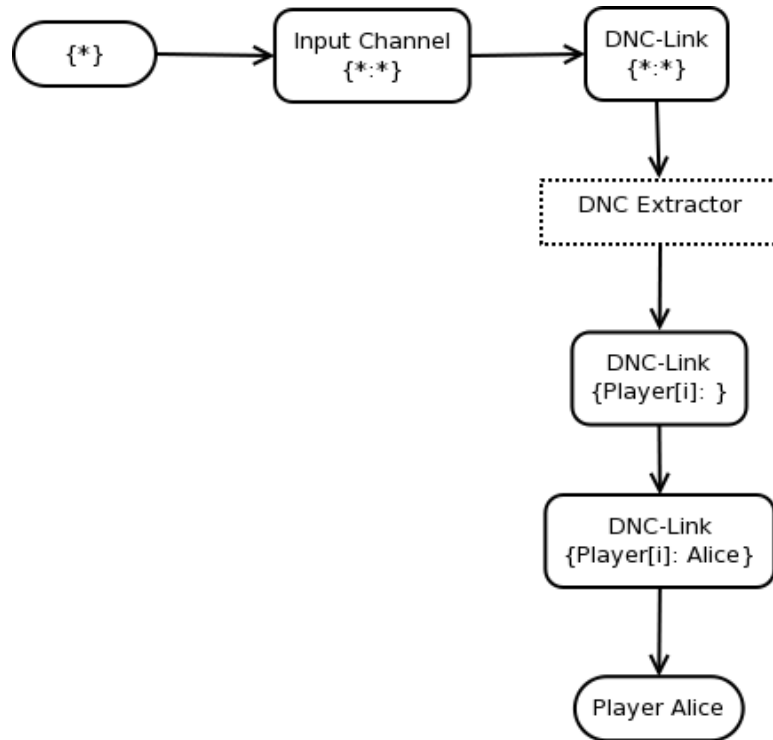 {*}
Input Channel
{*:*}
DNC-Link
{*:*}
DNC Extractor
DNC-Link
{Player[i]: }
DNC-Link
{Player[i]: Alice}
Player Alice